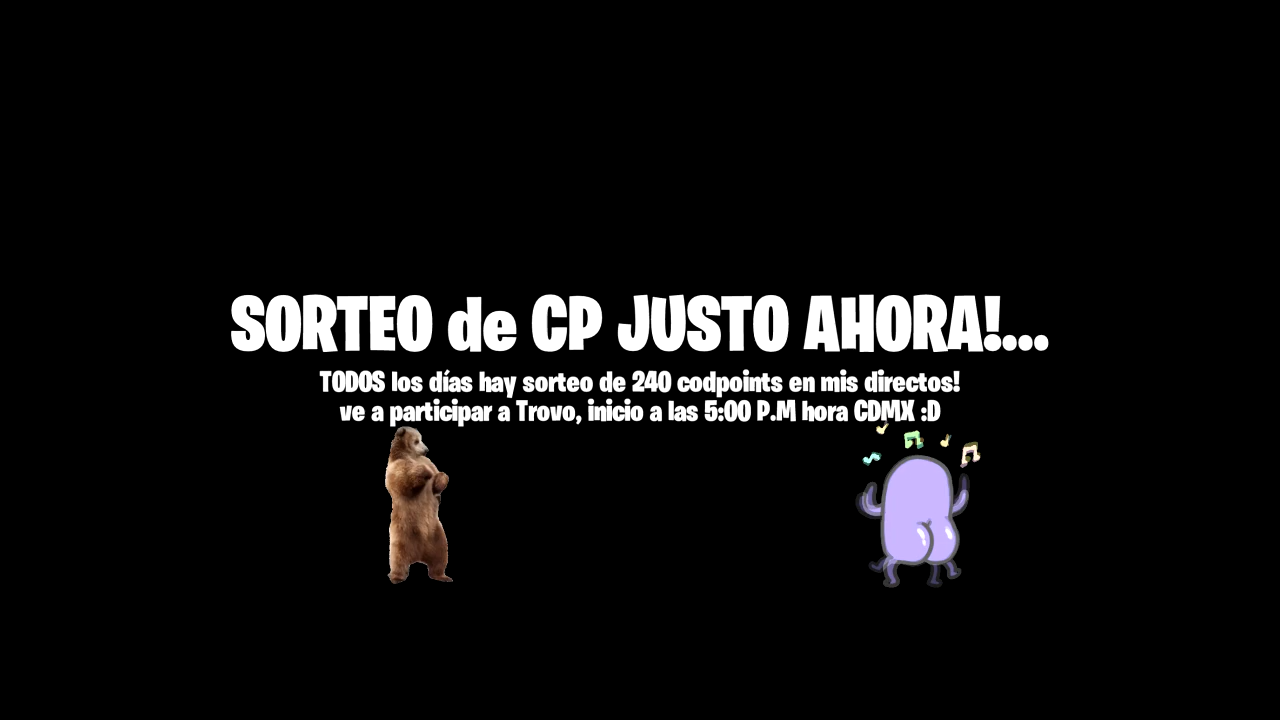 SORTEO de CP JUSTO AHORA!...
TODOS los días hay sorteo de 240 codpoints en mis directos!
ve a participar a Trovo, inicio a las 5:00 P.M hora CDMX :D